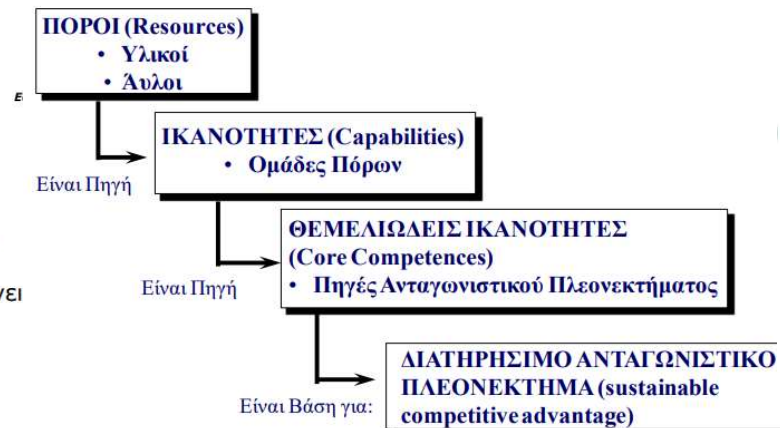 ΠΟΡΟΙ (Resources)
• Υλικοί
• Άυλοι
Είναι Πηγή
ΙΚΑΝΟΤΗΤΕΣ (Capabilities)
• Ομάδες Πόρων
Είναι Πηγή
ΘΕΜΕΛΙΩΔΕΙΣ ΙΚΑΝΟΤΗΤΕΣ
(Core Competences)
• Πηγές Ανταγωνιστικού Πλεονεκτήματος
Είναι Βάση για:
ΔΙΑΤΗΡΗΣΙΜΟ ΑΝΤΑΓΩΝΙΣΤΙΚΟ
ΠΛΕΟΝΕΚΤΗΜΑ (sustainable
competitive advantage)